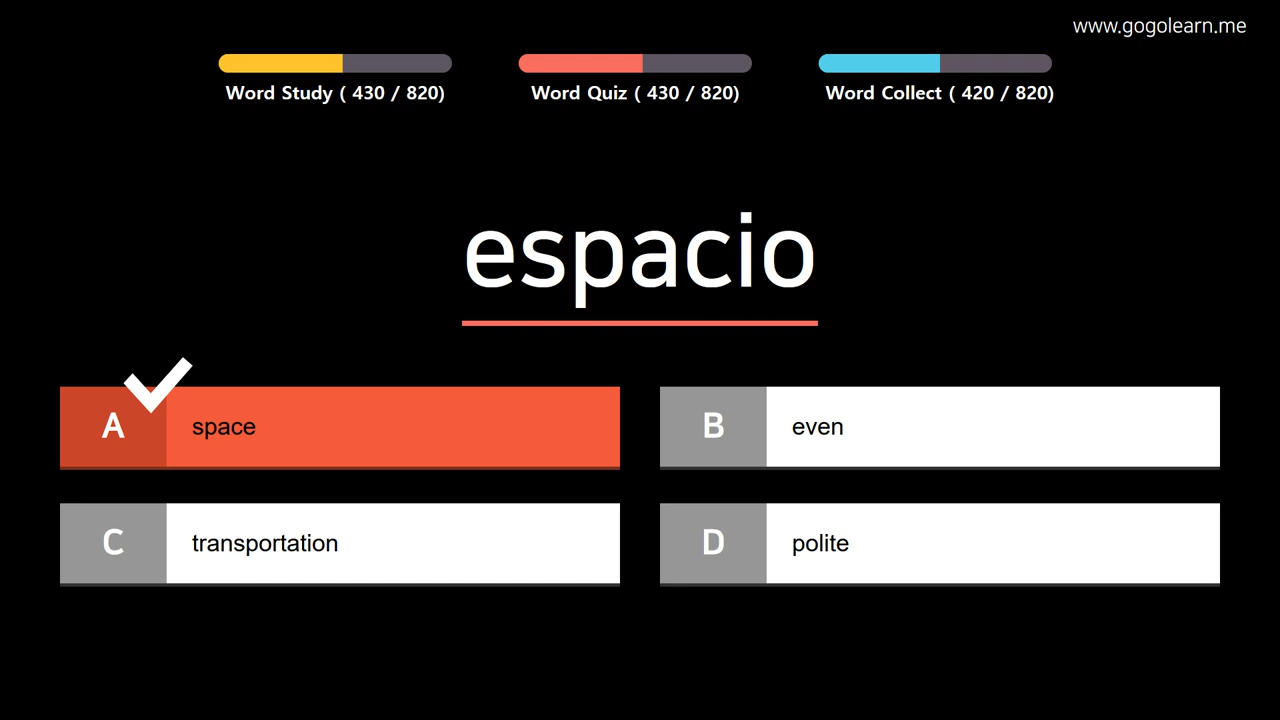 www.gogolearn.me
Word Study ( 430 / 820)
Word Quiz ( 430 / 820)
Word Collect ( 420 / 820)
espacio
A space
B even
C transportation
D polite